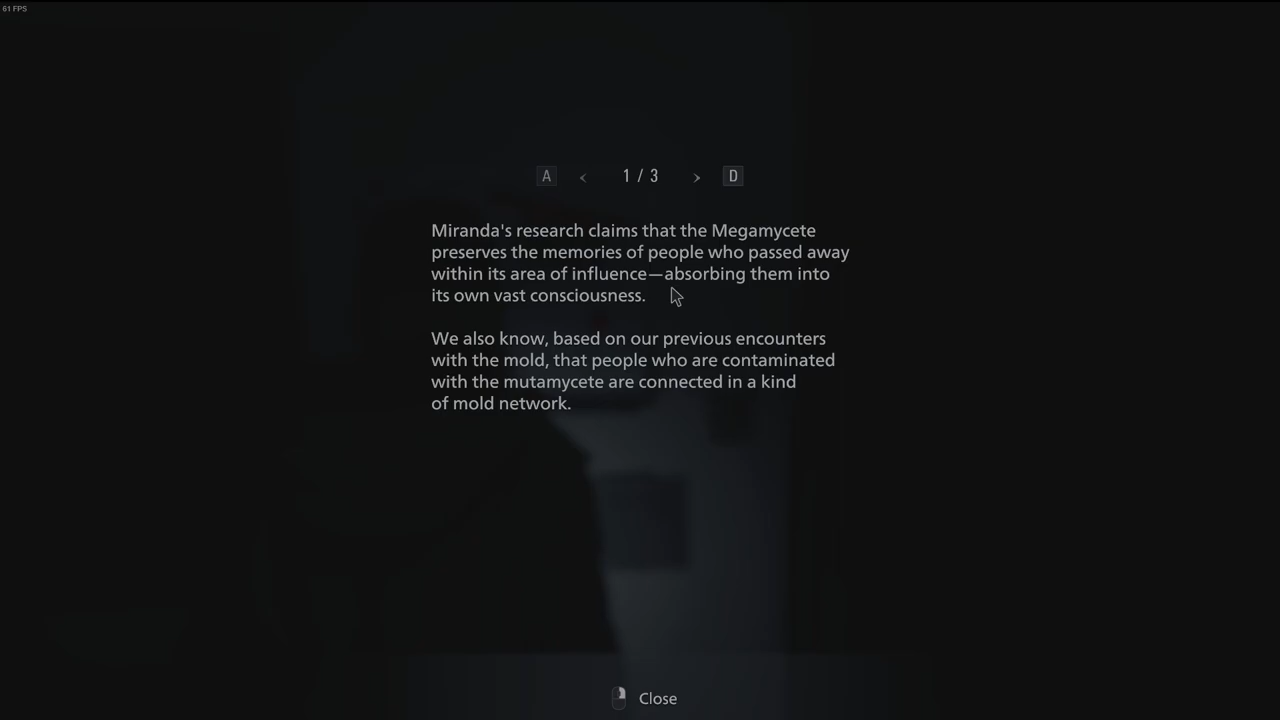 61 FPS
A < 1 / 3 > D
Miranda's research claims that the Megamycete
preserves the memories of people who passed away
within its area of influence—absorbing them into
its own vast consciousness.
We also know, based on our previous encounters
with the mold, that people who are contaminated
with the mutamycete are connected in a kind
of mold network.
Close